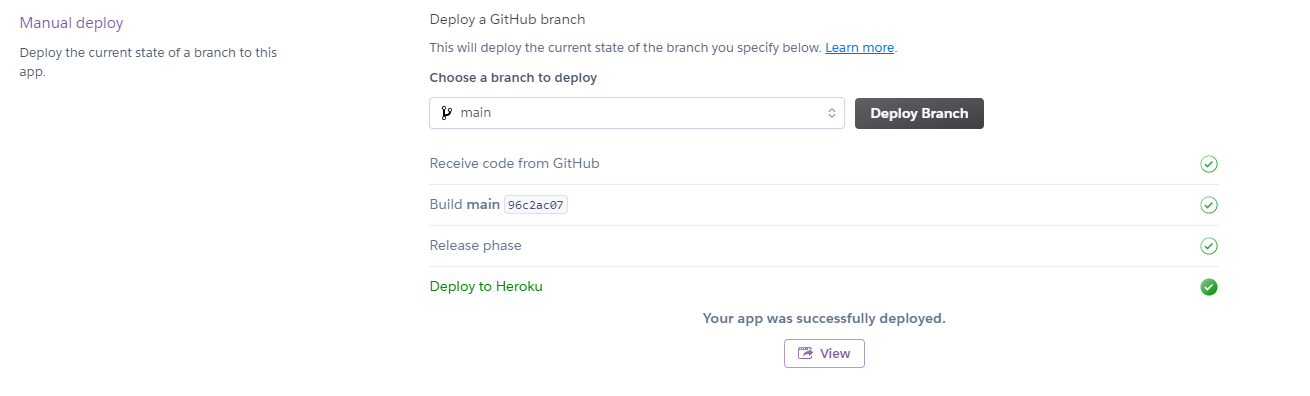 Manual deploy
Deploy the current state of a branch to this
app.
Deploy a GitHub branch
This will deploy the current state of the branch you specify below. Learn more.
Choose a branch to deploy
main
Deploy Branch
Receive code from GitHub
Build main 96c2ac07
Release phase
Deploy to Heroku
Your app was successfully deployed.
View